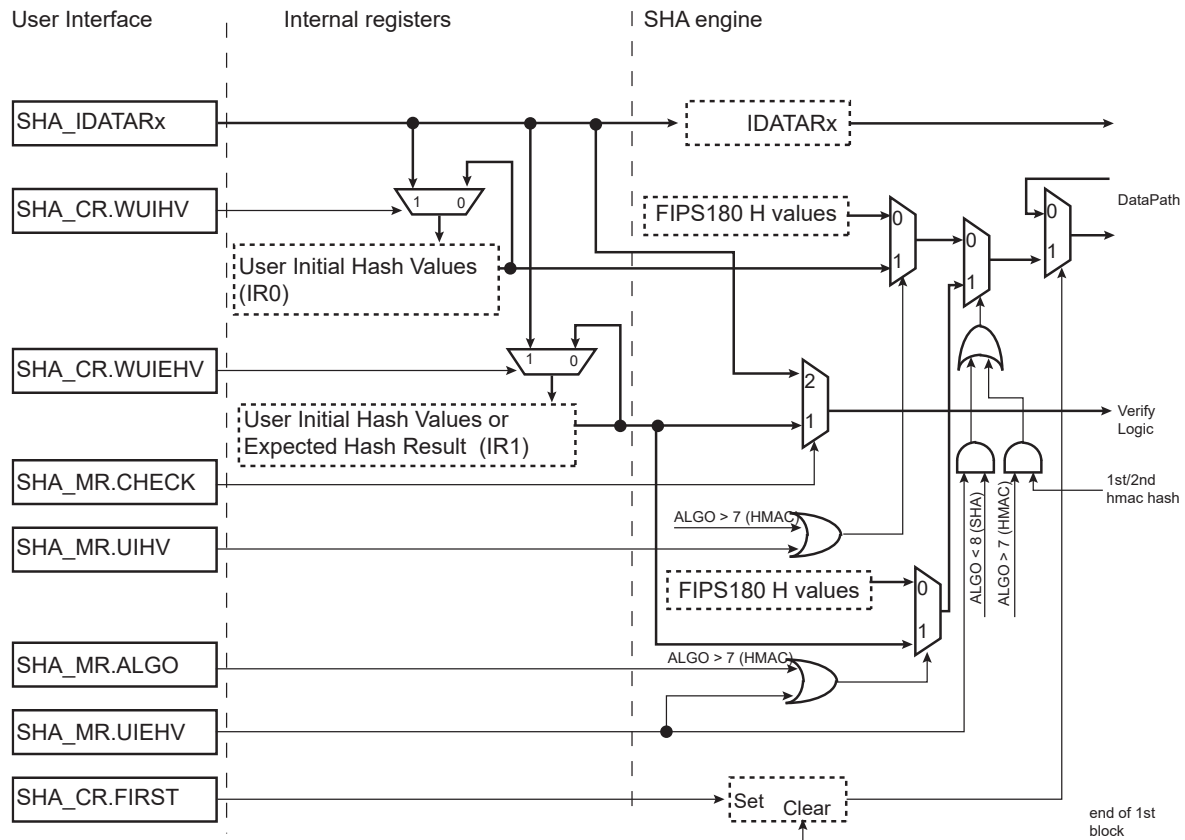 User Interface
Internal registers
SHA engine
SHA_IDATARx
IDATARx
SHA_CR.WUIHV
1
0
FIPS180 H values
0
1
0
1
0
1
DataPath
User Initial Hash Values
(IR0)
SHA_CR.WUIEHV
1
0
2
1
User Initial Hash Values or
Expected Hash Result (IR1)
Verify
Logic
SHA_MR.CHECK
1st/2nd
hmac hash
ALGO > 7 (HMAC)
SHA_MR.UIHV
ALGO < 8 (SHA)
ALGO > 7 (HMAC)
FIPS180 H values
0
1
SHA_MR.ALGO
ALGO > 7 (HMAC)
SHA_MR.UIEHV
SHA_CR.FIRST
Set
Clear
end of 1st
block